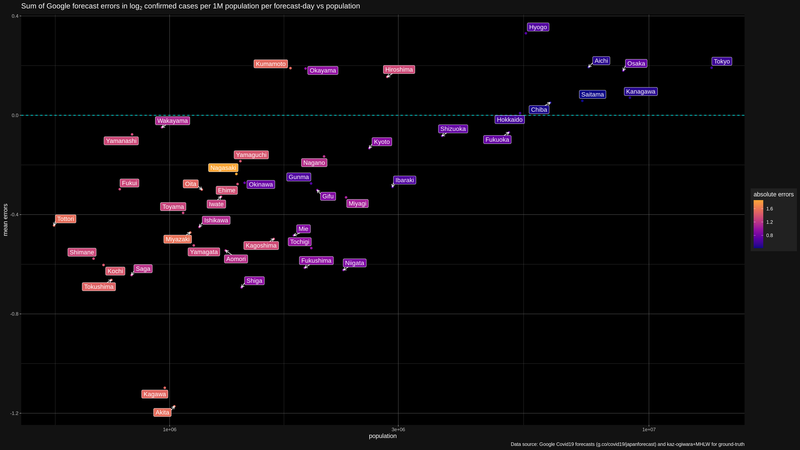 Sum of Google forecast errors in log2 confirmed cases per 1M population per forecast-day vs population
0.4
Hyogo
Kumamoto
Okayama
Hiroshima
Aichi
Osaka
Tokyo
Saitama
Kanagawa
Chiba
0.0
Wakayama
Hokkaido
Shizuoka
Yamanashi
Kyoto
Fukuoka
Yamaguchi
Nagano
Nagasaki
Gunma
Ibaraki
Fukui
Oita
Ehime
Okinawa
absolute errors
Gifu
Toyama
Iwate
Miyagi
1.6
1.2
0.8
mean errors
-0.4
Tottori
Ishikawa
Mie
Miyazaki
Kagoshima
Tochigi
Shimane
Yamagata
Aomori
Fukushima
Niigata
Kochi
Saga
Tokushima
Shiga
-0.8
Kagawa
Akita
-1.2
1e+06
3e+06
1e+07
population
Data source: Google Covid19 forecasts (g.co/covid19/japanforecast) and kaz-ogiwara+MHLW for ground-truth